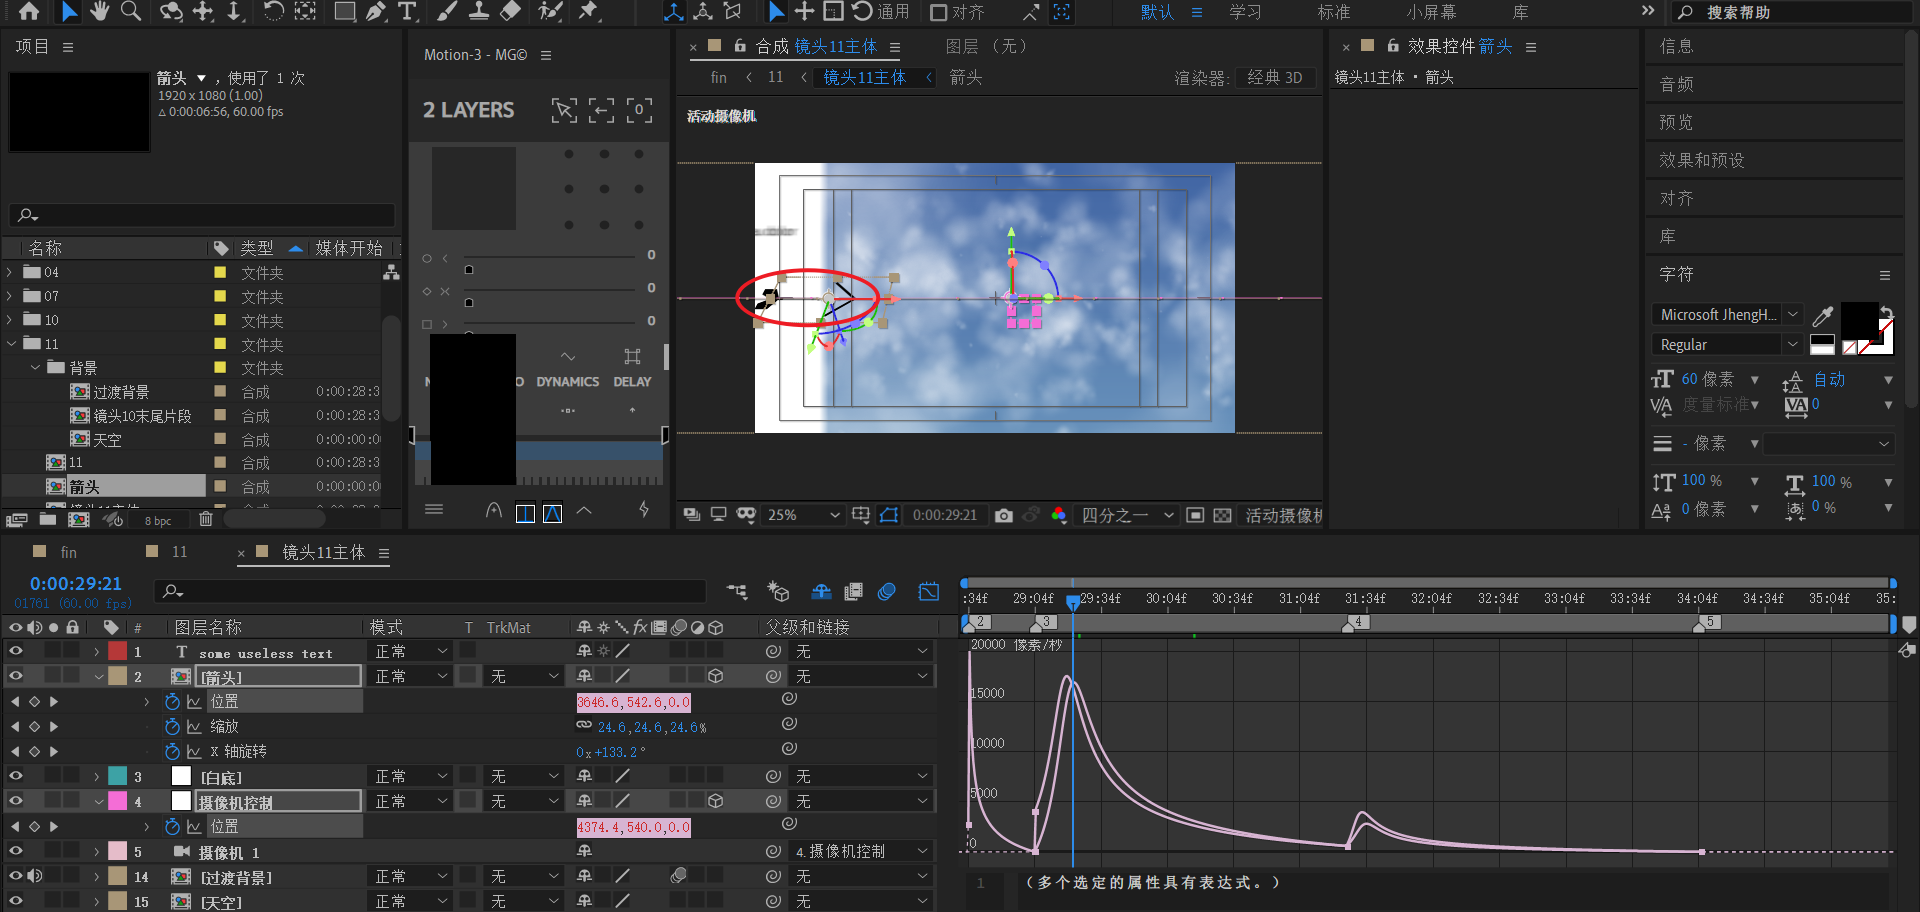 通用
对齐
默认
学习
标准
小屏幕
库
搜索帮助
项目
箭头 ，使用了 1 次
1920 x 1080 (1.00)
Δ 0:00:06:56, 60.00 fps
名称
类型
媒体开始
04 文件夹
07 文件夹
10 文件夹
11 文件夹
背景 文件夹
过渡背景 合成 0:00:28:3
镜头10末尾片段 合成 0:00:28:3
天空 合成 0:00:00:0
11 合成 0:00:28:3
箭头 合成 0:00:00:0
8 bpc
Motion-3 - MG©
2 LAYERS
0
0
0
0
O DYNAMICS DELAY
合成 镜头11主体
图层 （无）
fin ‹ 11 ‹ 镜头11主体 ‹ 箭头
渲染器: 经典 3D
活动摄像机
25%
0:00:29:21
四分之一
活动摄像机
效果控件 箭头
镜头11主体 · 箭头
信息
音频
预览
效果和预设
对齐
库
字符
Microsoft JhengH...
Regular
60 像素
自动
度量标准
0
- 像素
100 %
100 %
0 像素
0 %
fin
11
镜头11主体
0:00:29:21
01761 (60.00 fps)
# 图层名称 模式 T TrkMat 父级和链接
1 T some useless text 正常 无
2 [箭头] 正常 无 无
位置 3646.6,542.6,0.0
缩放 24.6,24.6,24.6%
X 轴旋转 0x+133.2°
3 [白底] 正常 无 无
4 摄像机控制 正常 无 无
位置 4374.4,540.0,0.0
5 摄像机 1 4.摄像机控制
14 [过渡背景] 正常 无 无
15 [天空] 正常 无 无
:34f 29:04f 29:34f 30:04f 30:34f 31:04f 31:34f 32:04f 32:34f 33:04f 33:34f 34:04f 34:34f 35:04f 35:
2 3 4 5
20000 像素/秒
15000
10000
5000
0
1 （多个选定的属性具有表达式。）